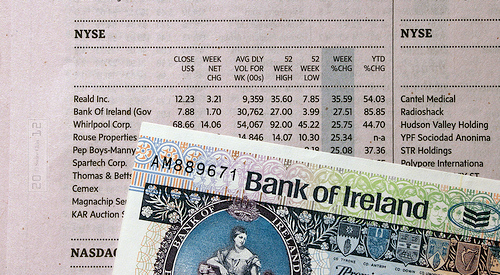 NYSE NYSE
CLOSE WEEK AVG DLY 52 52 WEEK YTD
US$ NET VOL FOR WEEK WEEK %CHG %CHG
CHG WK (00s) HIGH LOW
Reald Inc. 12.23 3.21 9,359 35.60 7.85 35.59 54.03 Cantel Medical
Bank Of Ireland (Gov 7.88 1.70 30,762 27.00 3.99 27.51 85.85 Radioshack
Whirlpool Corp. 68.66 14.06 54,067 92.00 45.22 25.75 44.70 Hudson Valley Holding
Rouse Properties 14.07 10.30 25.34 n-a YPF Sociodad Anonima
Pep Boys-Manny 25.08 37.36 STR Holdings
Spartech Corp. Polypore Internationa
Thomas & Betts
Cemex
Magnachip
KAR Auction
NASDA
AM889671 Bank of Ireland
BANK OF IRELAND